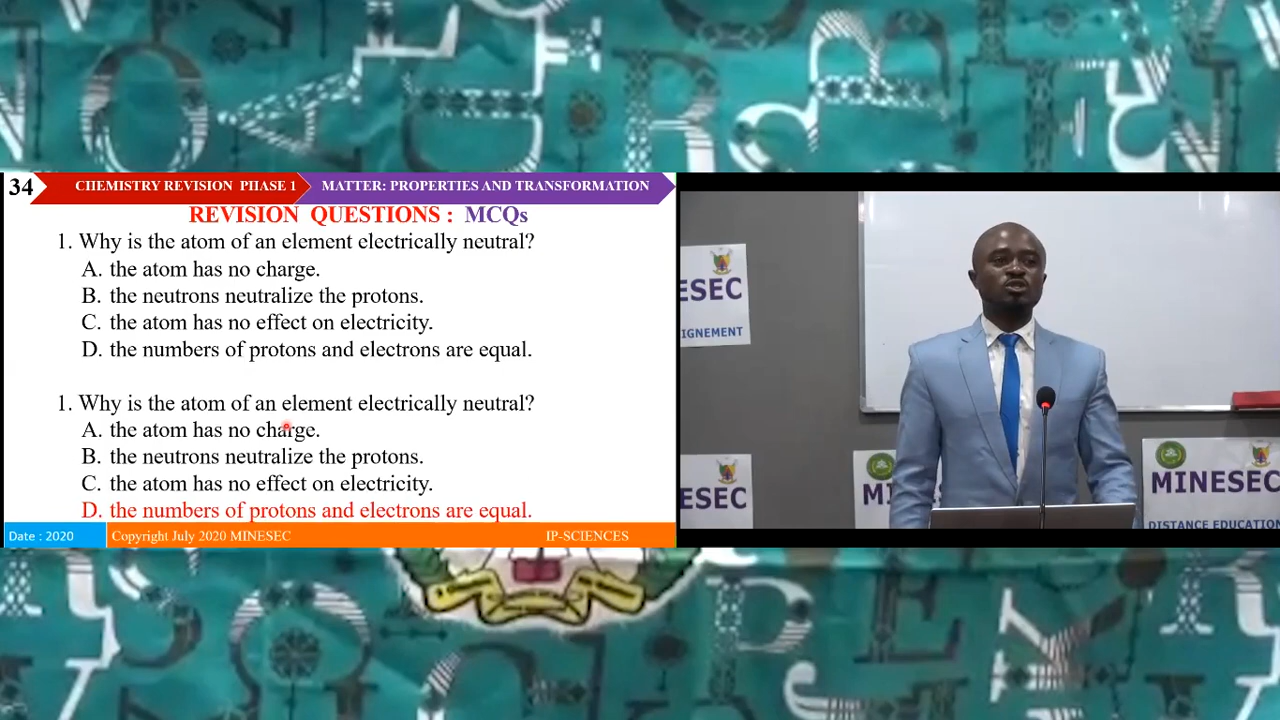 34
CHEMISTRY REVISION PHASE 1
MATTER: PROPERTIES AND TRANSFORMATION
REVISION QUESTIONS : MCQs
1. Why is the atom of an element electrically neutral?
A. the atom has no charge.
B. the neutrons neutralize the protons.
C. the atom has no effect on electricity.
D. the numbers of protons and electrons are equal.
1. Why is the atom of an element electrically neutral?
A. the atom has no charge.
B. the neutrons neutralize the protons.
C. the atom has no effect on electricity.
D. the numbers of protons and electrons are equal.
Date : 2020
Copyright July 2020 MINESEC
IP-SCIENCES
ESEC
IGNEMENT
ESEC
MI
MINESEC
DISTANCE EDUCATION